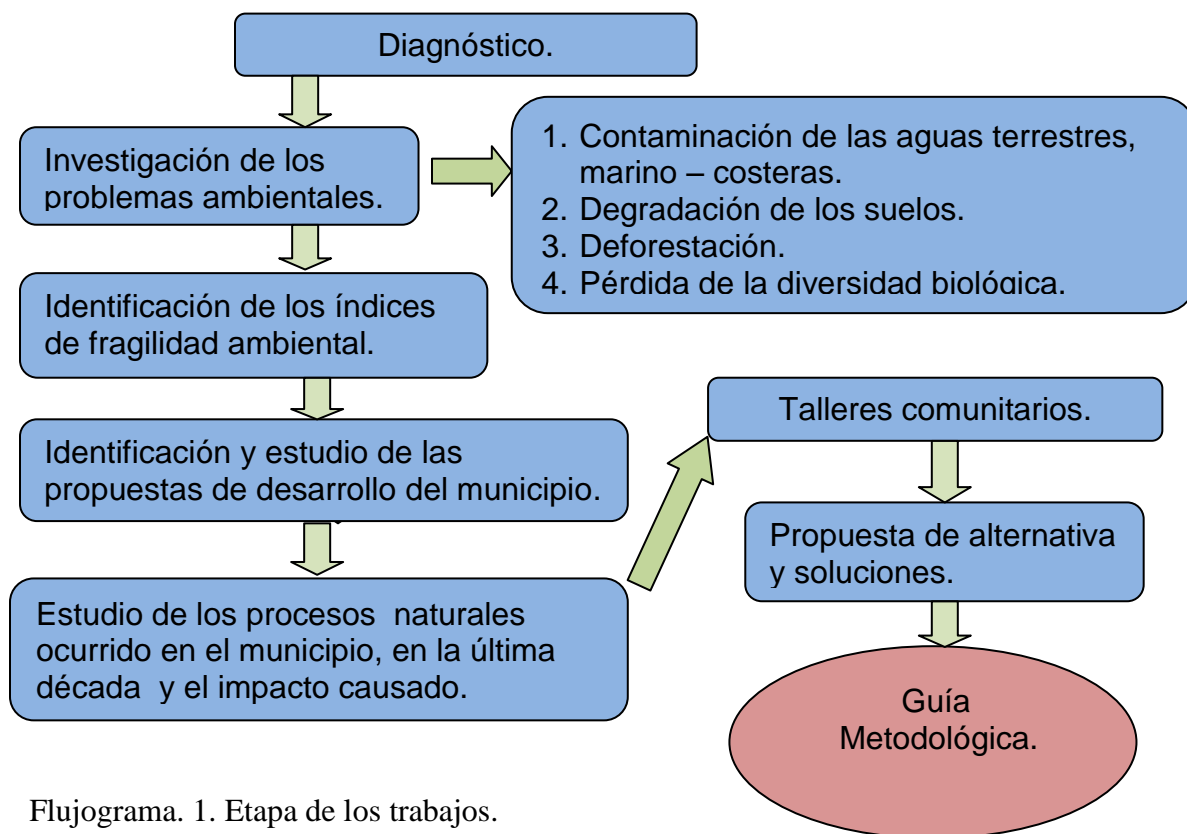 Diagnóstico.
Investigación de los
problemas ambientales.
1. Contaminación de las aguas terrestres,
marino – costeras.
2. Degradación de los suelos.
3. Deforestación.
4. Pérdida de la diversidad biológica.
Identificación de los índices
de fragilidad ambiental.
Identificación y estudio de las
propuestas de desarrollo del municipio.
Estudio de los procesos  naturales
ocurrido en el municipio, en la última
década  y el impacto causado.
Talleres comunitarios.
Propuesta de alternativa
y soluciones.
Guía
Metodológica.
Flujograma. 1. Etapa de los trabajos.